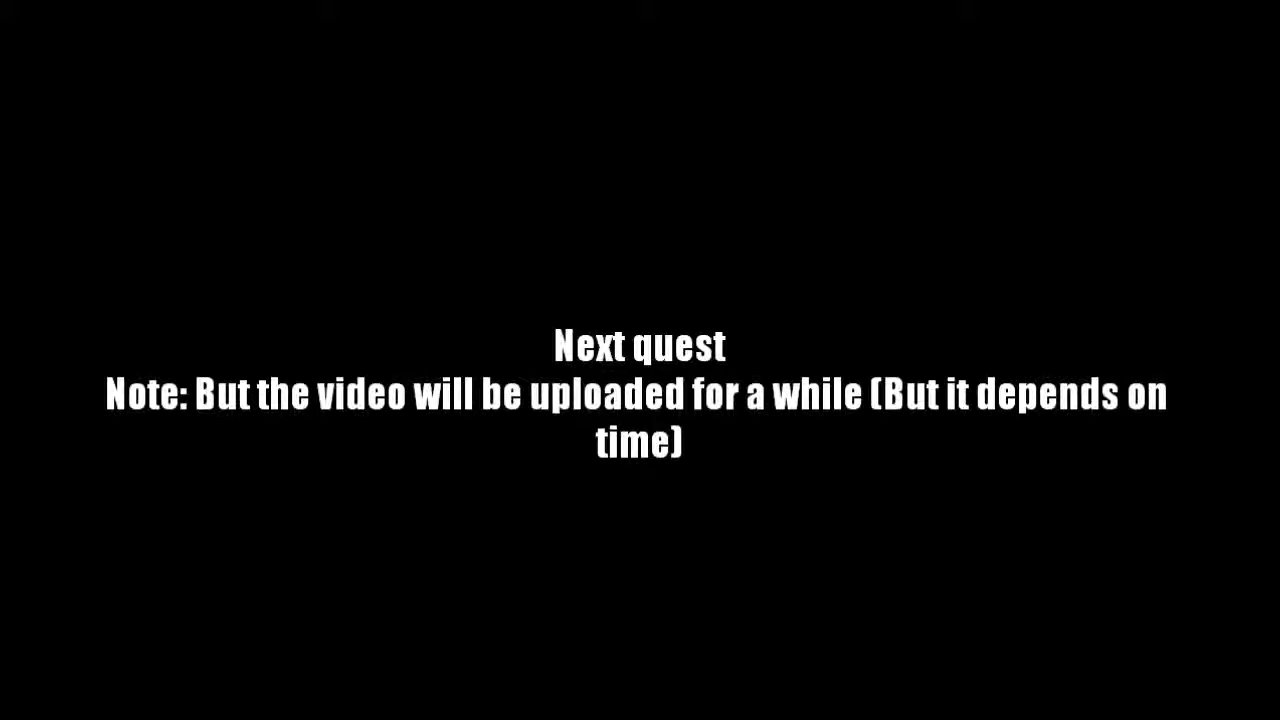 Next quest
Note: But the video will be uploaded for a while (But it depends on
time)